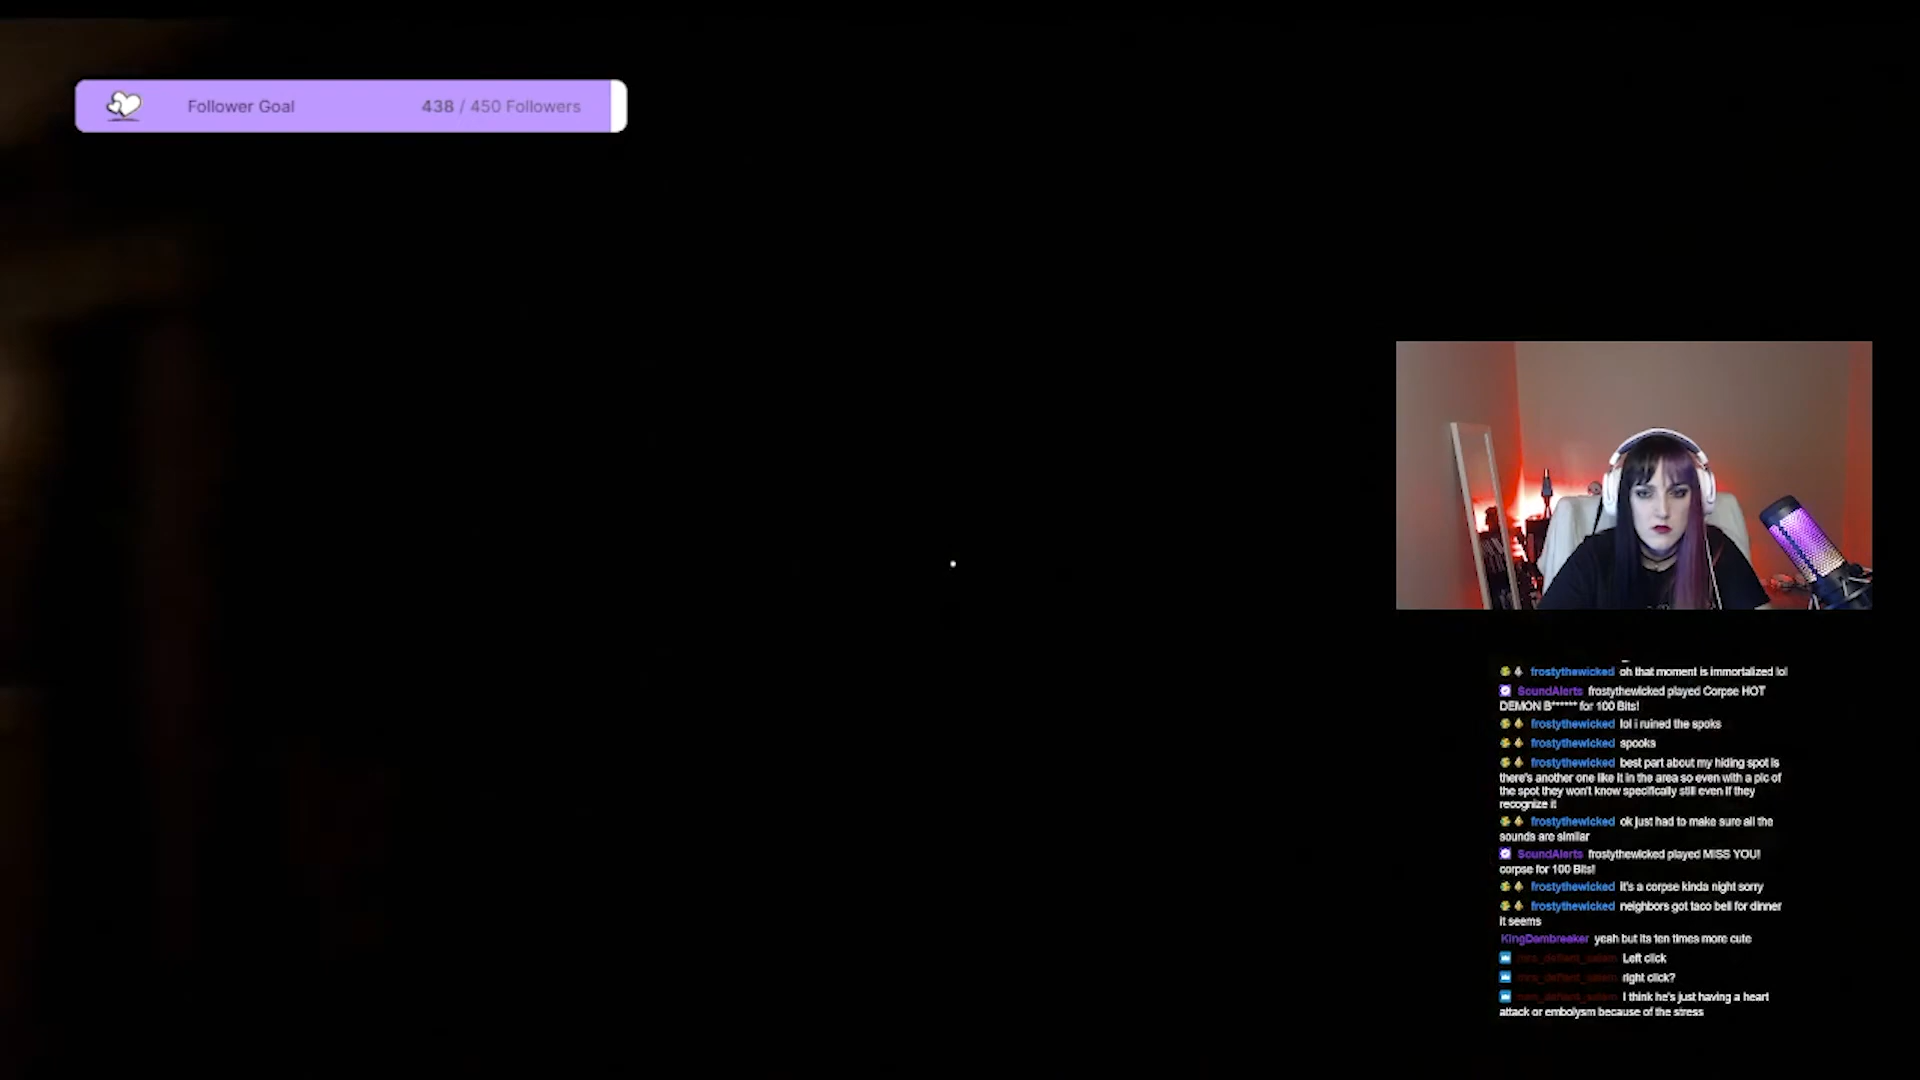 Follower Goal 438 / 450 Followers
frostythewicked oh that moment is immortalized lol
SoundAlerts frostythewicked played Corpse HOT
DEMON B****** for 100 Bits!
frostythewicked lol i ruined the spoks
frostythewicked spooks
frostythewicked best part about my hiding spot is
there's another one like it in the area so even with a pic of
the spot they won't know specifically still even if they
recognize it
frostythewicked ok just had to make sure all the
sounds are similar
SoundAlerts frostythewicked played MISS YOU!
corpse for 100 Bits!
frostythewicked it's a corpse kinda night sorry
frostythewicked neighbors got taco bell for dinner
it seems
KingDambreaker yeah but its ten times more cute
mrs_defiant_salem Left click
mrs_defiant_salem right click?
mrs_defiant_salem I think he's just having a heart
attack or embolysm because of the stress